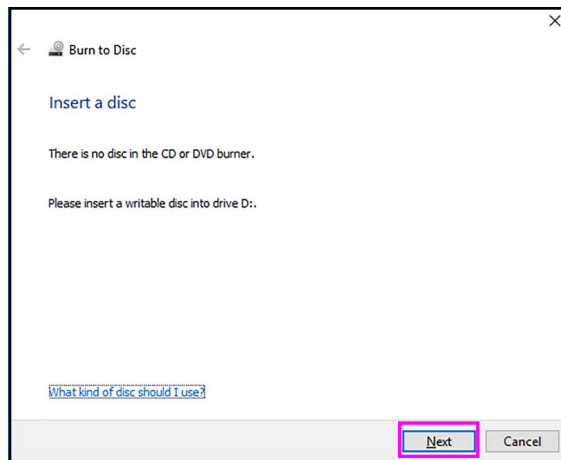 Burn to Disc
Insert a disc
There is no disc in the CD or DVD burner.
Please insert a writable disc into drive D:.
What kind of disc should I use?
Next
Cancel